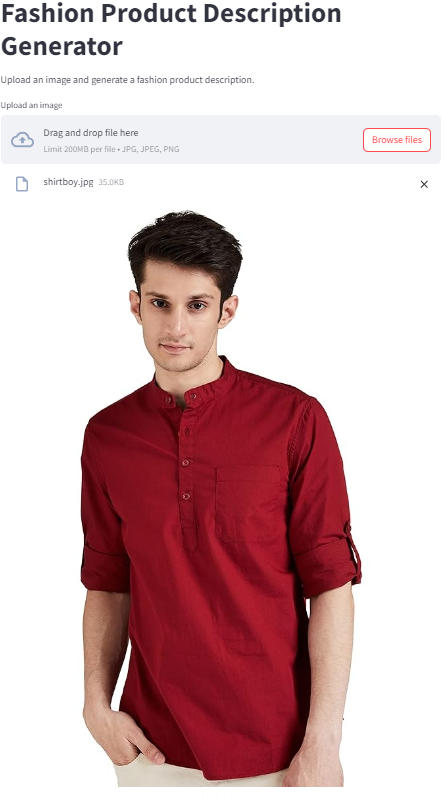 Fashion Product Description
Generator
Upload an image and generate a fashion product description.
Upload an image
Drag and drop file here
Limit 200MB per file • JPG, JPEG, PNG
Browse files
shirtboy.jpg 35.0KB